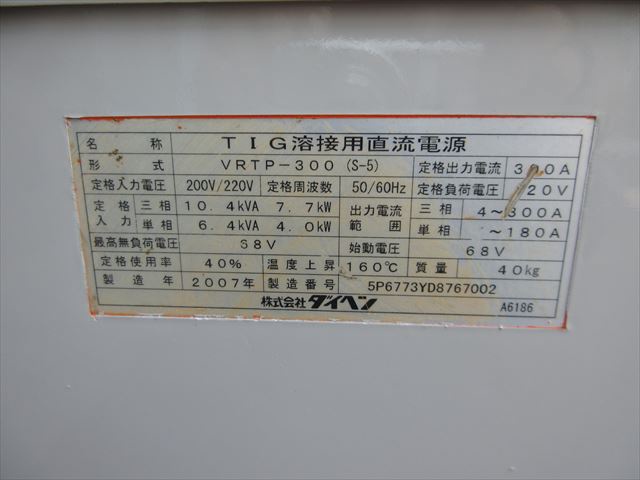 名称 TIG溶接用直流電源
形式 VRTP-300 (S-5) 定格出力電流 300A
定格入力電圧 200V/220V 定格周波数 50/60Hz 定格負荷電圧 20V
定格入力 三相 10.4kVA 7.7kW 出力電流範囲 三相 4～300A
単相 6.4kVA 4.0kW 単相 ～180A
最高無負荷電圧 68V 始動電圧 68V
定格使用率 40% 温度上昇 160℃ 質量 40kg
製造年 2007年 製造番号 5P6773YD8767002
株式会社ダイヘン A6186